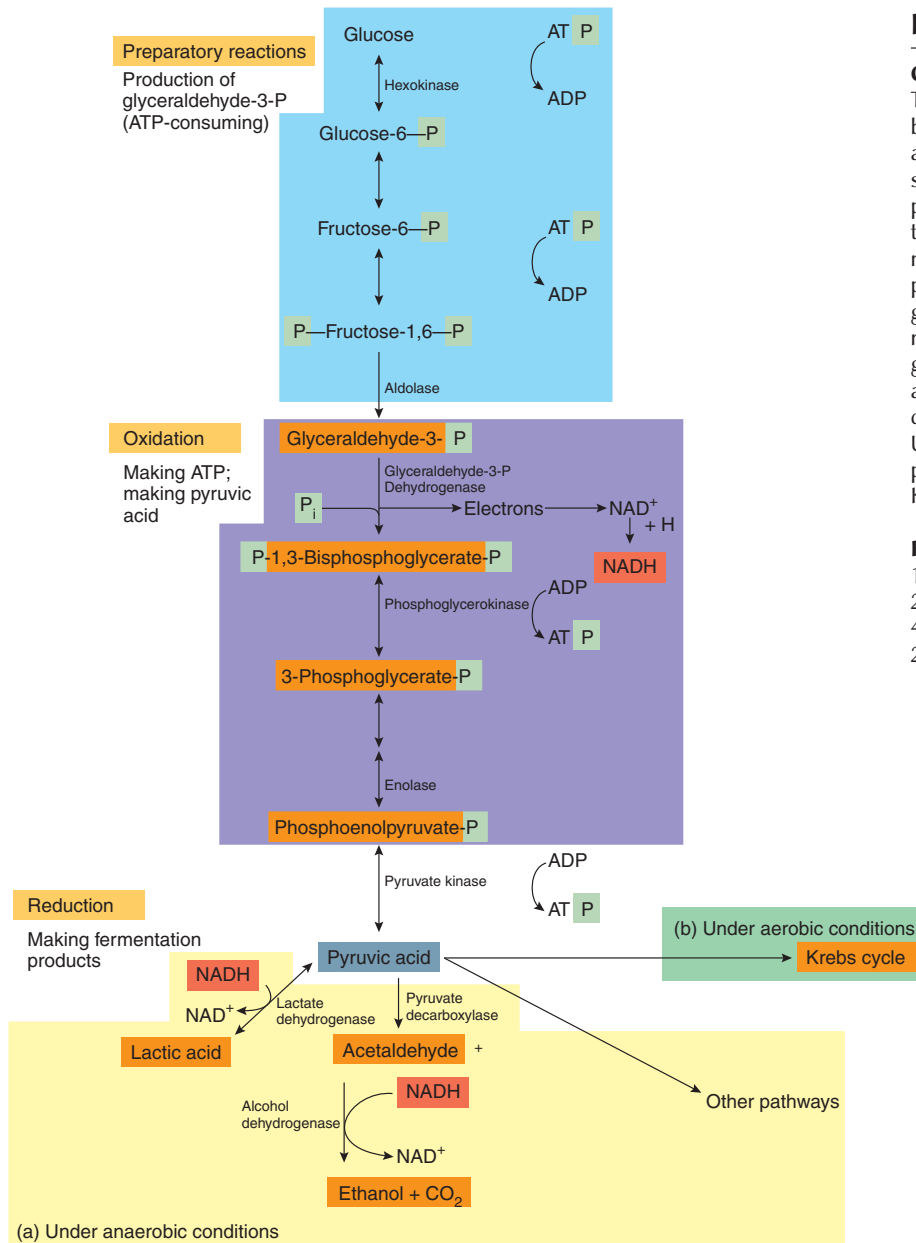 Preparatory reactions
Production of
glyceraldehyde-3-P
(ATP-consuming)
Glucose
AT P
Hexokinase
ADP
Glucose-6—P
Fructose-6—P
AT P
ADP
P—Fructose-1,6—P
Aldolase
Oxidation
Making ATP;
making pyruvic
acid
Glyceraldehyde-3- P
Glyceraldehyde-3-P
Dehydrogenase
Pi
Electrons
NAD+
+ H
NADH
P-1,3-Bisphosphoglycerate-P
Phosphoglycerokinase
ADP
AT P
3-Phosphoglycerate-P
Enolase
Phosphoenolpyruvate-P
Pyruvate kinase
ADP
AT P
Reduction
Making fermentation
products
Pyruvic acid
(b) Under aerobic conditions
Krebs cycle
NADH
NAD+
Lactate
dehydrogenase
Lactic acid
Pyruvate
decarboxylase
Acetaldehyde +
NADH
Alcohol
dehydrogenase
NAD+
Ethanol + CO2
Other pathways
(a) Under anaerobic conditions